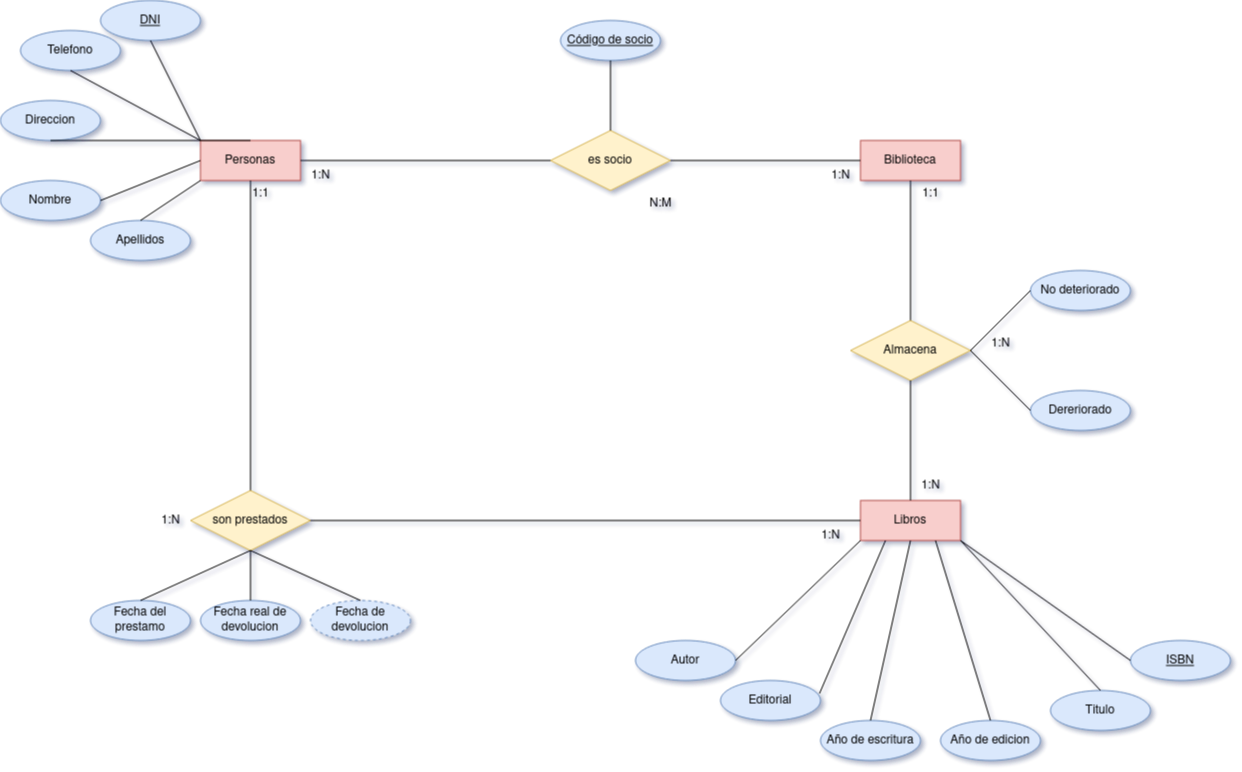 DNI
Telefono
Código de socio
Direccion
Personas
es socio
Biblioteca
1:N
1:N
1:1
1:1
Nombre
N:M
Apellidos
No deteriorado
Almacena
1:N
Dereriorado
1:N
1:N
son prestados
Libros
1:N
Fecha del
prestamo
Fecha real de
devolucion
Fecha de
devolucion
Autor
ISBN
Editorial
Titulo
Año de escritura
Año de edicion